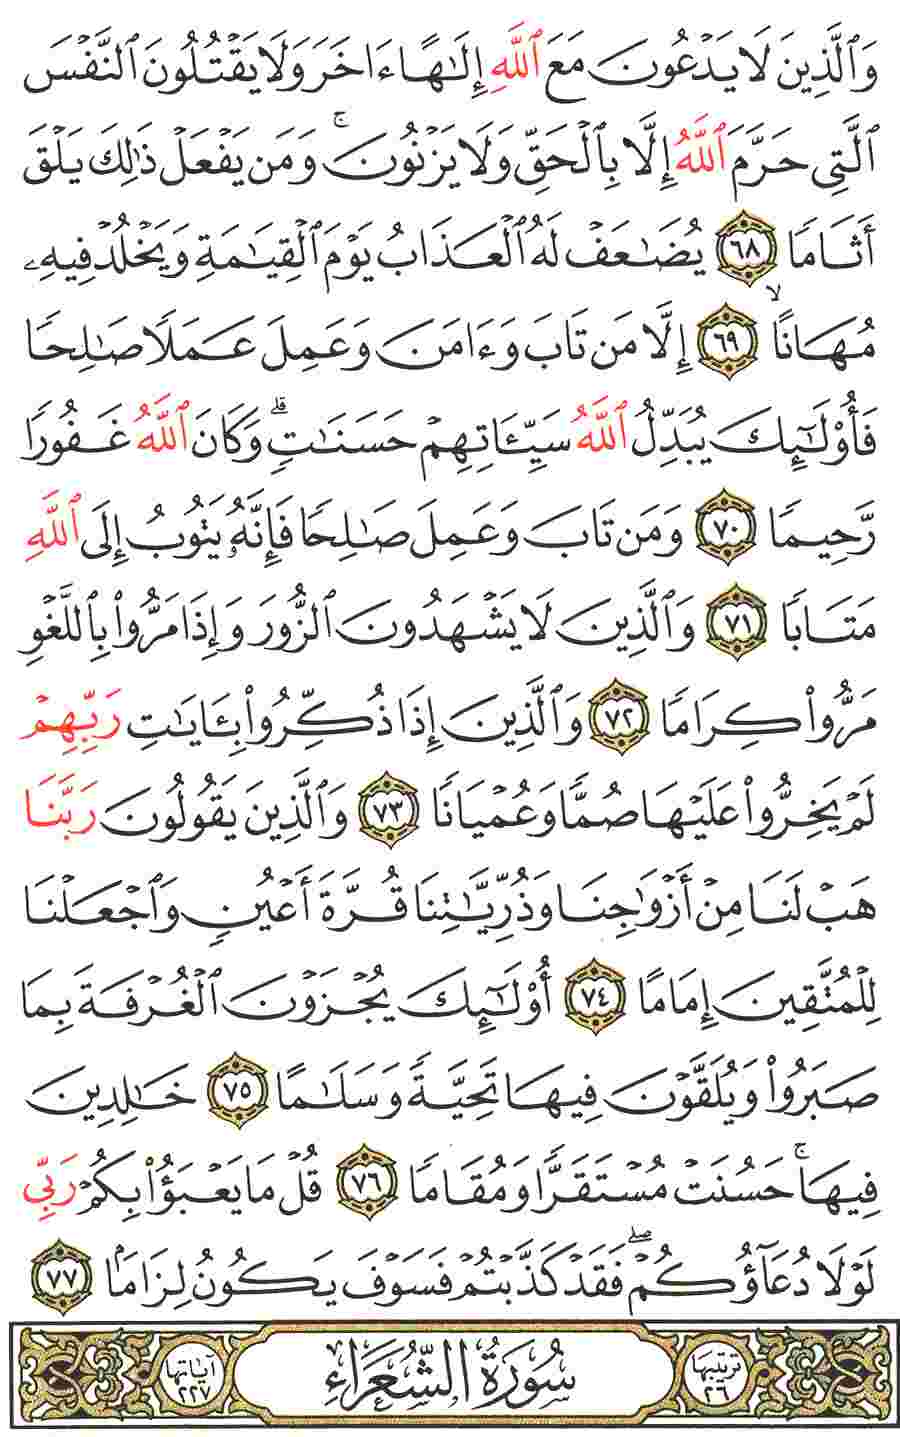 وَٱلَّذِينَ لَا يَدْعُونَ مَعَ ٱللَّهِ إِلَـٰهًا ءَاخَرَ وَلَا يَقْتُلُونَ ٱلنَّفْسَ
ٱلَّتِى حَرَّمَ ٱللَّهُ إِلَّا بِٱلْحَقِّ وَلَا يَزْنُونَ ۚ وَمَن يَفْعَلْ ذَٰلِكَ يَلْقَ
أَثَامًا ٦٨ يُضَـٰعَفْ لَهُ ٱلْعَذَابُ يَوْمَ ٱلْقِيَـٰمَةِ وَيَخْلُدْ فِيهِۦ
مُهَانًا ۙ ٦٩ إِلَّا مَن تَابَ وَءَامَنَ وَعَمِلَ عَمَلًا صَـٰلِحًا
فَأُو۟لَـٰٓئِكَ يُبَدِّلُ ٱللَّهُ سَيِّـَٔاتِهِمْ حَسَنَـٰتٍ ۗ وَكَانَ ٱللَّهُ غَفُورًا
رَّحِيمًا ٧٠ وَمَن تَابَ وَعَمِلَ صَـٰلِحًا فَإِنَّهُۥ يَتُوبُ إِلَى ٱللَّهِ
مَتَابًا ٧١ وَٱلَّذِينَ لَا يَشْهَدُونَ ٱلزُّورَ وَإِذَا مَرُّوا۟ بِٱللَّغْوِ
مَرُّوا۟ كِرَامًا ٧٢ وَٱلَّذِينَ إِذَا ذُكِّرُوا۟ بِـَٔايَـٰتِ رَبِّهِمْ
لَمْ يَخِرُّوا۟ عَلَيْهَا صُمًّا وَعُمْيَانًا ٧٣ وَٱلَّذِينَ يَقُولُونَ رَبَّنَا
هَبْ لَنَا مِنْ أَزْوَٰجِنَا وَذُرِّيَّـٰتِنَا قُرَّةَ أَعْيُنٍ وَٱجْعَلْنَا
لِلْمُتَّقِينَ إِمَامًا ٧٤ أُو۟لَـٰٓئِكَ يُجْزَوْنَ ٱلْغُرْفَةَ بِمَا
صَبَرُوا۟ وَيُلَقَّوْنَ فِيهَا تَحِيَّةً وَسَلَـٰمًا ٧٥ خَـٰلِدِينَ
فِيهَا ۚ حَسُنَتْ مُسْتَقَرًّا وَمُقَامًا ٧٦ قُلْ مَا يَعْبَؤُا۟ بِكُمْ رَبِّى
لَوْلَا دُعَآؤُكُمْ ۖ فَقَدْ كَذَّبْتُمْ فَسَوْفَ يَكُونُ لِزَامًۢا ٧٧
ترتيبها ٢٦ سُورَةُ الشُّعَرَاءِ آياتها ٢٢٧